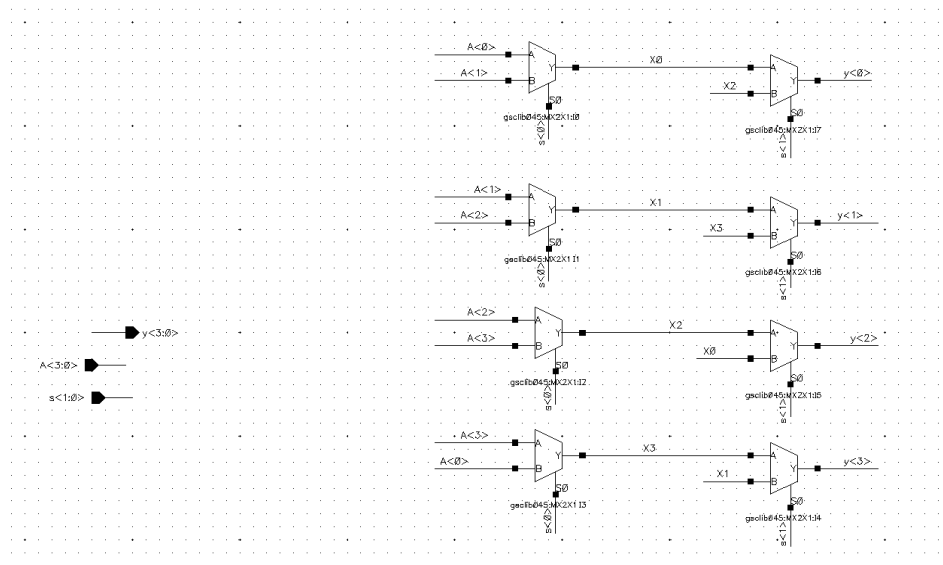 A<0>
X0
A
Y
A<1>
B
A
Y
y<0>
X2
B
S0
gsclib045:MX2X1:I0
s<0>
S0
gsclib045:MX2X1:I7
s<1>
A<1>
X1
A
Y
A<2>
B
A
Y
y<1>
X3
B
S0
gsclib045:MX2X1:I1
s<0>
S0
gsclib045:MX2X1:I6
s<1>
A<2>
X2
A
Y
A<3>
B
A
Y
y<2>
X0
B
S0
gsclib045:MX2X1:I2
s<0>
S0
gsclib045:MX2X1:I5
s<1>
y<3:0>
A<3:0>
s<1:0>
A<3>
X3
A
Y
A<0>
B
A
Y
y<3>
X1
B
S0
gsclib045:MX2X1:I3
s<0>
S0
gsclib045:MX2X1:I4
s<1>